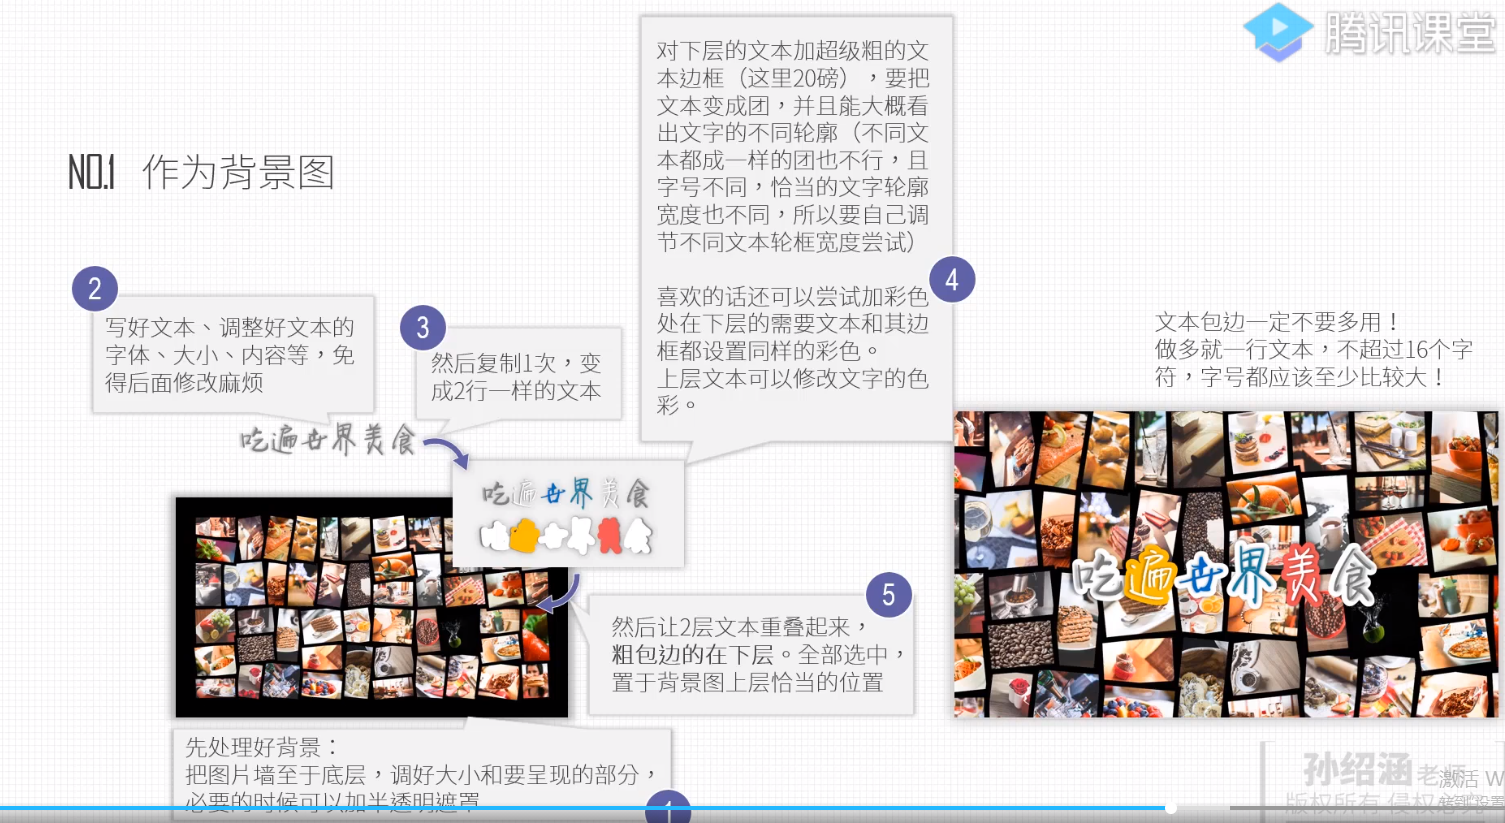 腾讯课堂
NO.1 作为背景图
2
写好文本、调整好文本的
字体、大小、内容等，免
得后面修改麻烦
3
然后复制1次，变
成2行一样的文本
对下层的文本加超级粗的文
本边框（这里20磅），要把
文本变成团，并且能大概看
出文字的不同轮廓（不同文
本都成一样的团也不行，且
字号不同，恰当的文字轮廓
宽度也不同，所以要自己调
节不同文本轮框宽度尝试）
喜欢的话还可以尝试加彩色
处在下层的需要文本和其边
框都设置同样的彩色。
上层文本可以修改文字的色
彩。
4
文本包边一定不要多用！
做多就一行文本，不超过16个字
符，字号都应该至少比较大！
吃遍世界美食
吃遍世界美食
吃遍世界美食
5
然后让2层文本重叠起来，
粗包边的在下层。全部选中，
置于背景图上层恰当的位置
先处理好背景：
把图片墙至于底层，调好大小和要呈现的部分，
必要的时候可以加半透明遮罩
1
孙绍涵老师
激活 W
版权所有 侵权必究
转到设置